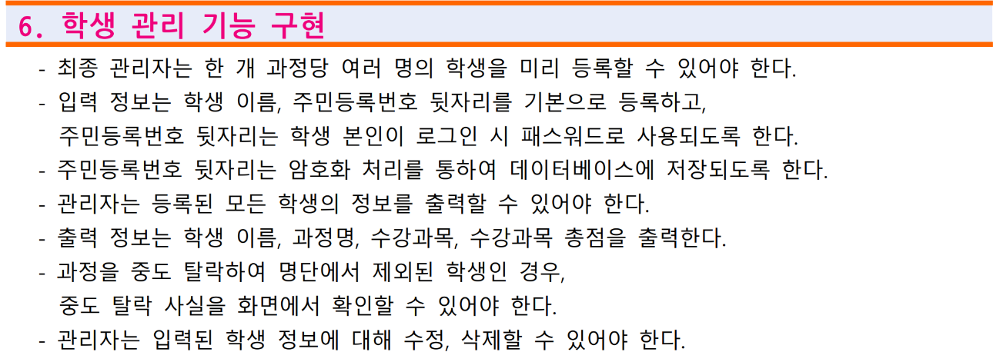 6. 학생 관리 기능 구현
- 최종 관리자는 한 개 과정당 여러 명의 학생을 미리 등록할 수 있어야 한다.
- 입력 정보는 학생 이름, 주민등록번호 뒷자리를 기본으로 등록하고,
주민등록번호 뒷자리는 학생 본인이 로그인 시 패스워드로 사용되도록 한다.
- 주민등록번호 뒷자리는 암호화 처리를 통하여 데이터베이스에 저장되도록 한다.
- 관리자는 등록된 모든 학생의 정보를 출력할 수 있어야 한다.
- 출력 정보는 학생 이름, 과정명, 수강과목, 수강과목 총점을 출력한다.
- 과정을 중도 탈락하여 명단에서 제외된 학생인 경우,
중도 탈락 사실을 화면에서 확인할 수 있어야 한다.
- 관리자는 입력된 학생 정보에 대해 수정, 삭제할 수 있어야 한다.